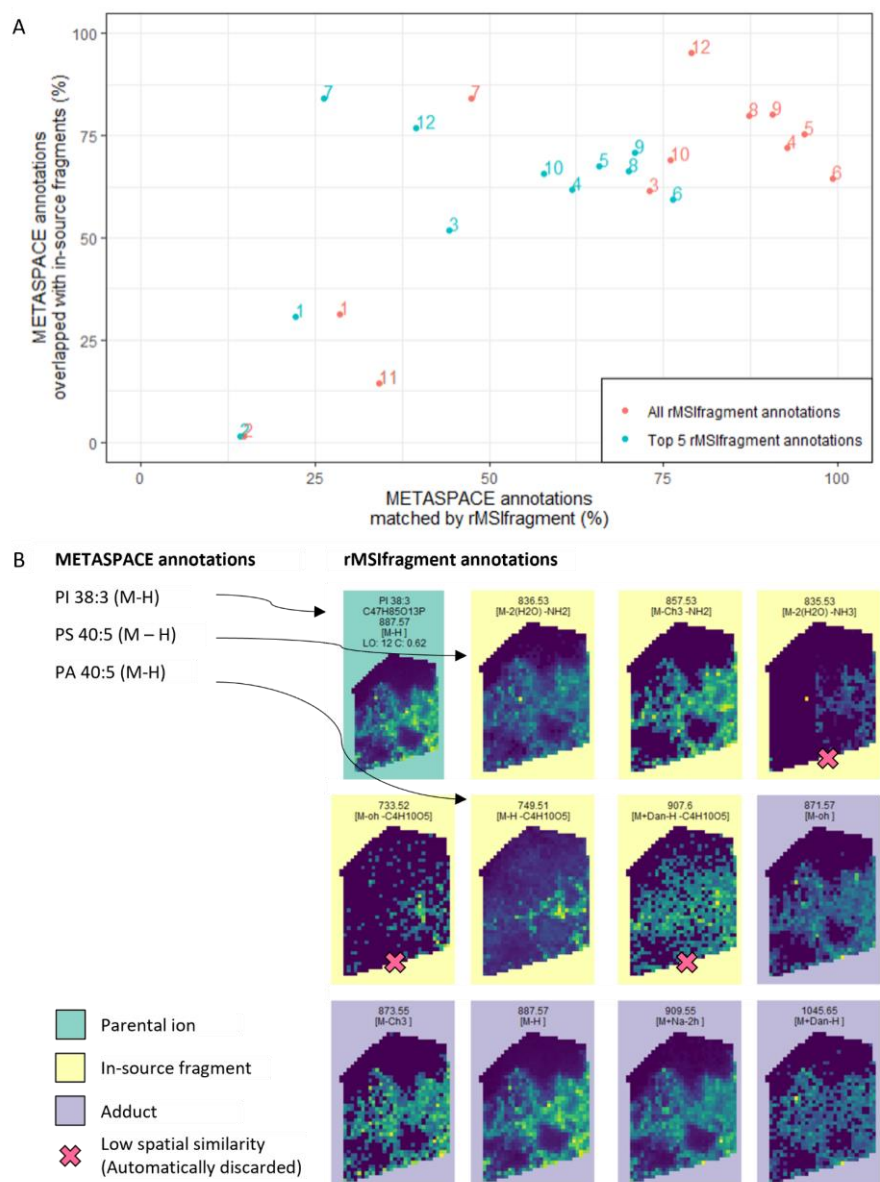 A
METASPACE annotations
overlapped with in-source fragments (%)
100
75
50
25
0
12
7
7
12
8
9
5
4
6
9
5
8
10
10
4
3
6
3
1
1
11
2
2
All rMSIfragment annotations
Top 5 rMSIfragment annotations
0
25
50
75
100
METASPACE annotations
matched by rMSIfragment (%)
B
METASPACE annotations
rMSIfragment annotations
PI 38:3 (M-H)
PS 40:5 (M – H)
PA 40:5 (M-H)
PI 38:3
C47H85O13P
887.57
[M-H ]
LO: 12 C: 0.62
836.53
[M-2(H2O) -NH2]
857.53
[M-Ch3 -NH2]
835.53
[M-2(H2O) -NH3]
733.52
[M-oh -C4H10O5]
749.51
[M-H -C4H10O5]
907.6
[M+Dan-H -C4H10O5]
871.57
[M-oh ]
873.55
[M-Ch3 ]
887.57
[M-H ]
909.55
[M+Na-2h ]
1045.65
[M+Dan-H ]
Parental ion
In-source fragment
Adduct
Low spatial similarity
(Automatically discarded)